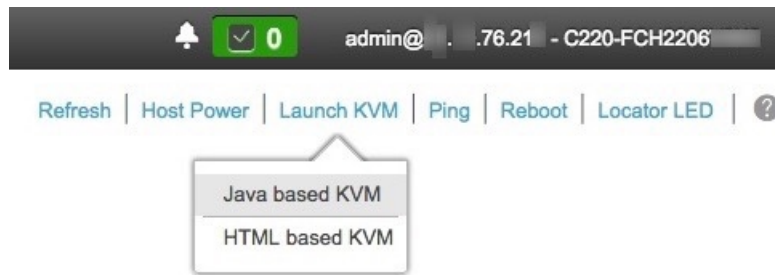 0 admin@ . .76.21 - C220-FCH2206
Refresh | Host Power | Launch KVM | Ping | Reboot | Locator LED | ?
Java based KVM
HTML based KVM